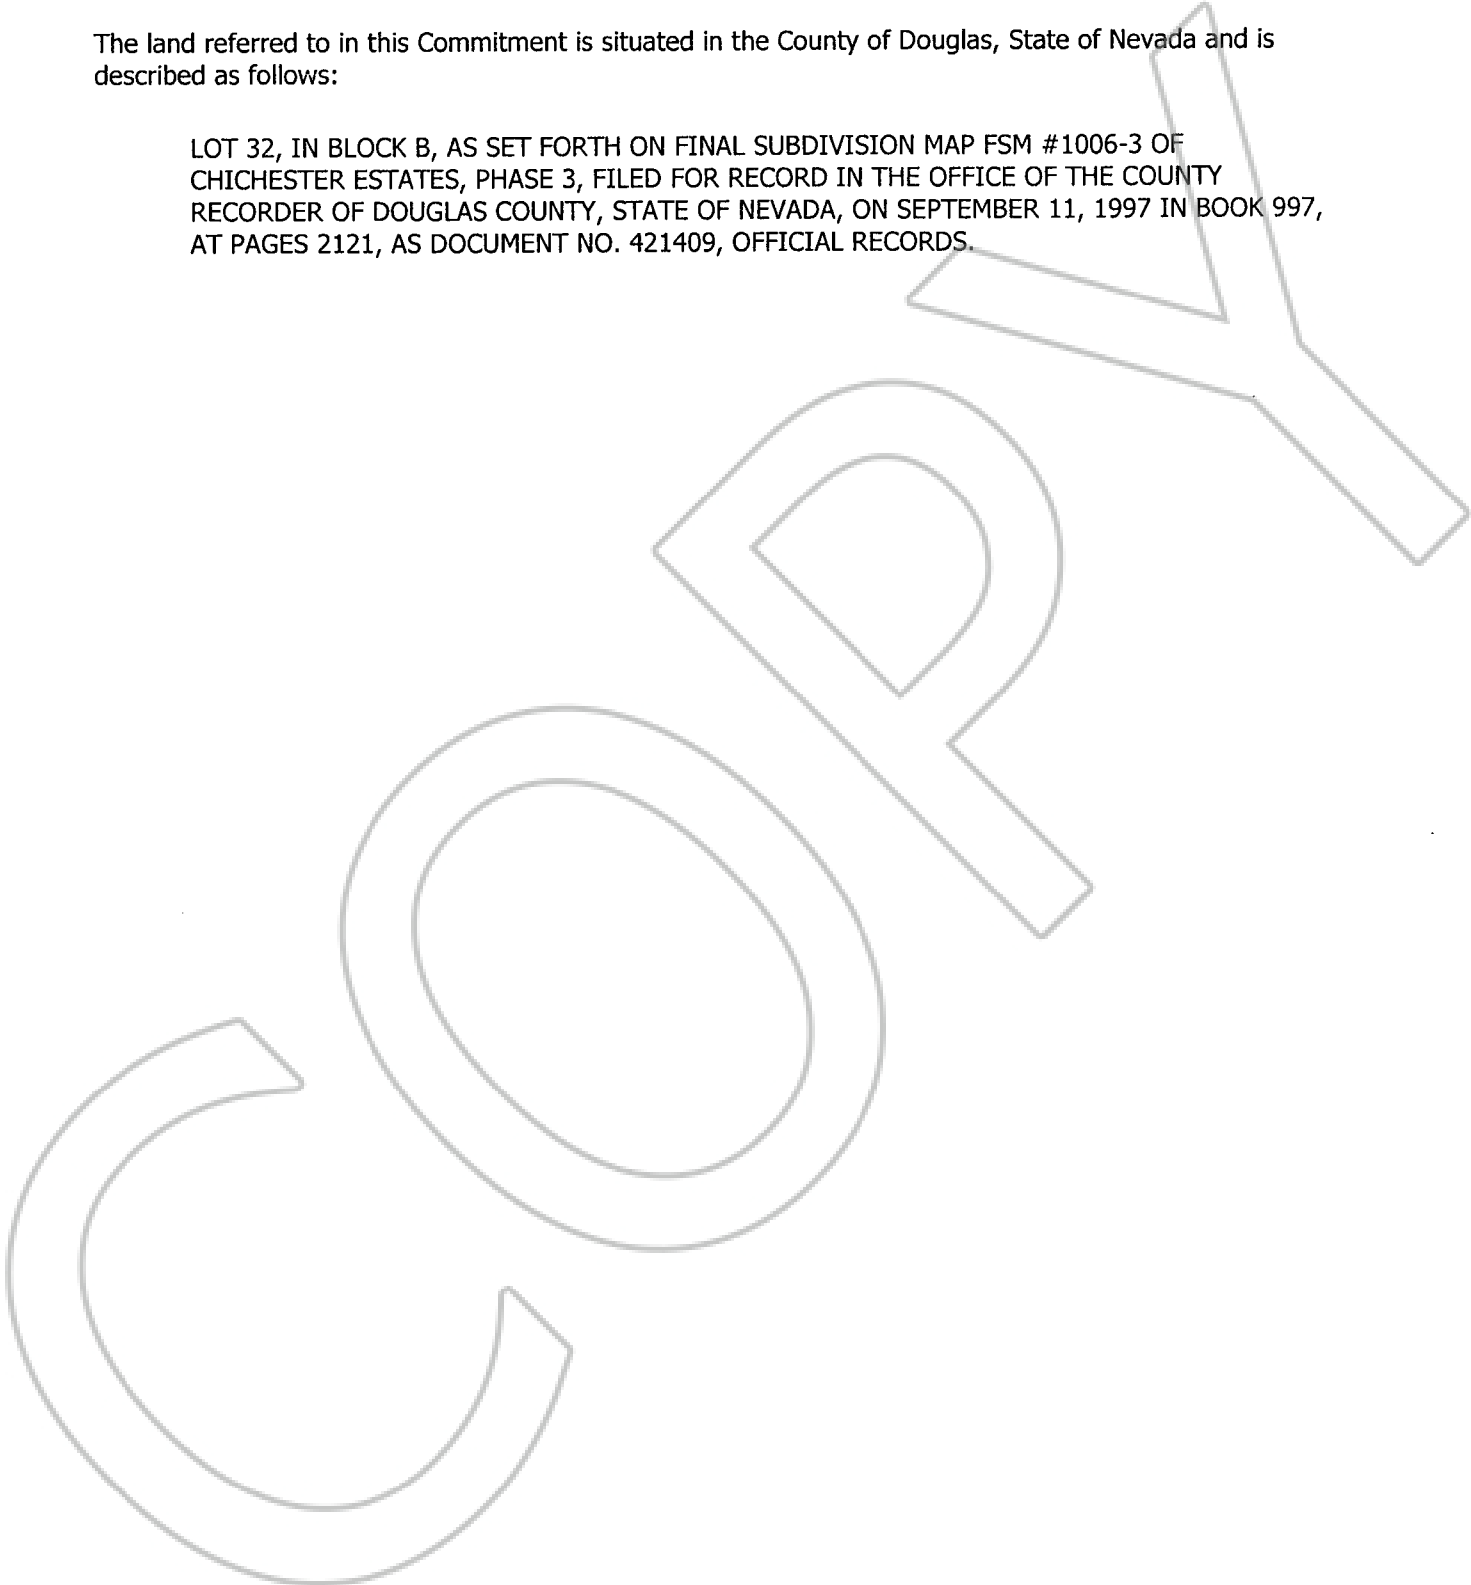 The land referred to in this Commitment is situated in the County of Douglas, State of Nevada and is
described as follows:
LOT 32, IN BLOCK B, AS SET FORTH ON FINAL SUBDIVISION MAP FSM #1006-3 OF
CHICHESTER ESTATES, PHASE 3, FILED FOR RECORD IN THE OFFICE OF THE COUNTY
RECORDER OF DOUGLAS COUNTY, STATE OF NEVADA, ON SEPTEMBER 11, 1997 IN BOOK 997,
AT PAGES 2121, AS DOCUMENT NO. 421409, OFFICIAL RECORDS.
COPY